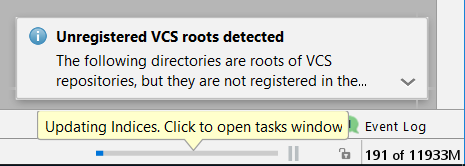 Unregistered VCS roots detected
The following directories are roots of VCS
repositories, but they are not registered in the...
Updating Indices. Click to open tasks window
Event Log
191 of 11933M